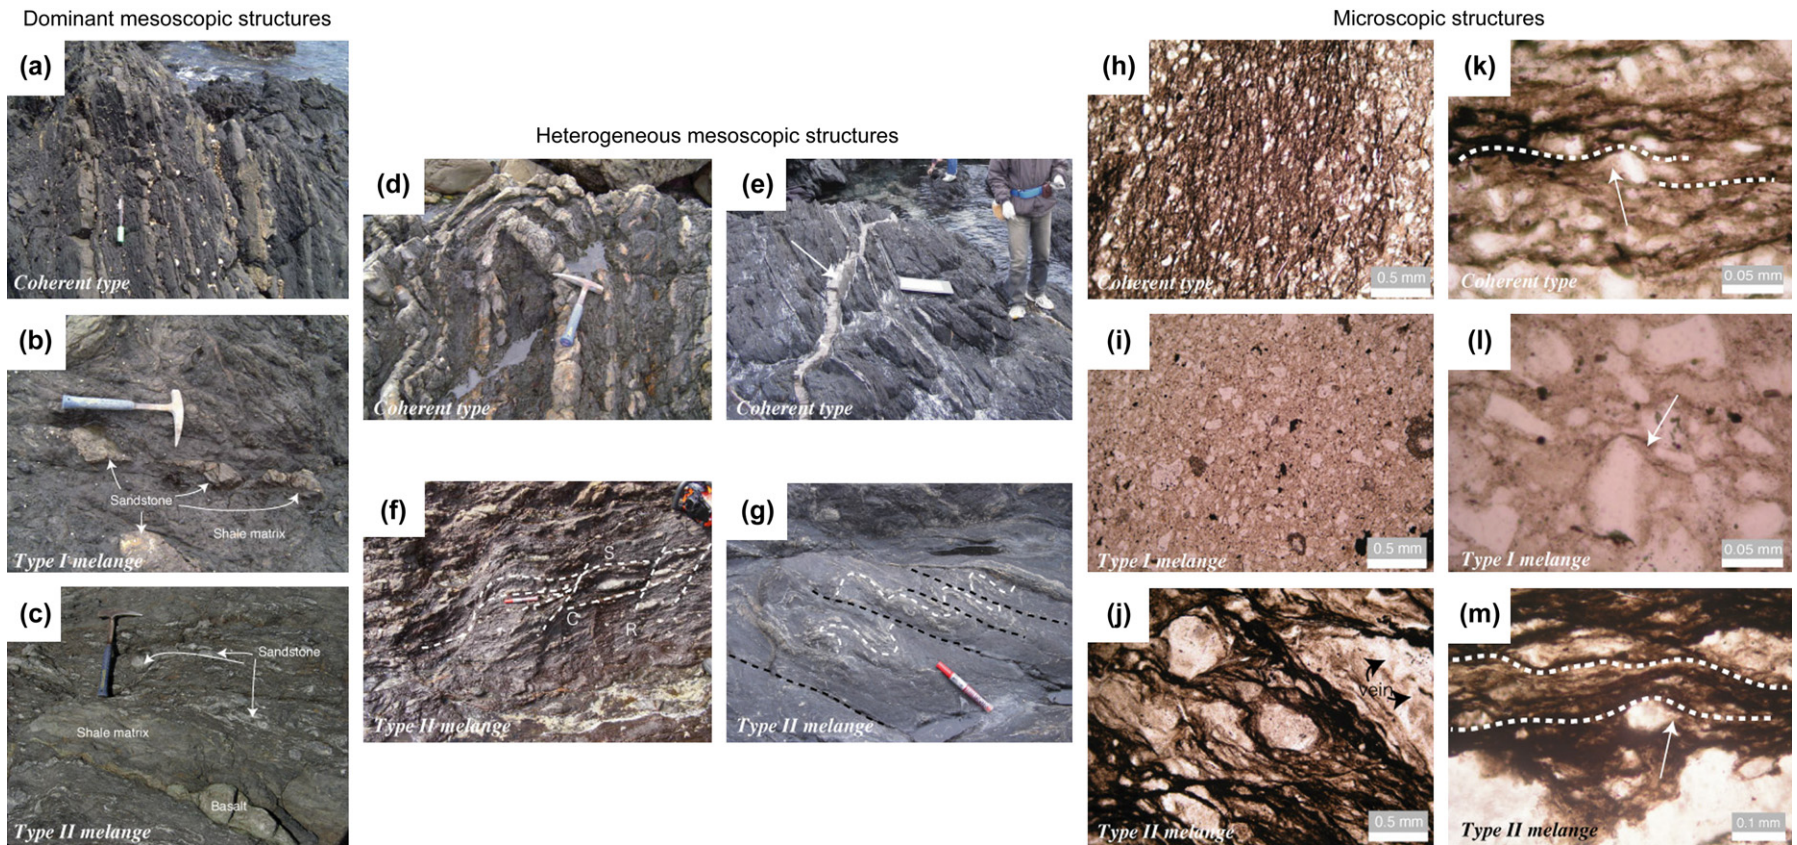 Dominant mesoscopic structures
Microscopic structures
Heterogeneous mesoscopic structures
(a)
Coherent type
(b)
Sandstone
Shale matrix
Type I melange
(c)
Sandstone
Shale matrix
Basalt
Type II melange
(d)
Coherent type
(e)
Coherent type
(f)
S
C
R
Type II melange
(g)
Type II melange
(h)
Coherent type
0.5 mm
(k)
Coherent type
0.05 mm
(i)
Type I melange
0.5 mm
(l)
Type I melange
0.05 mm
(j)
vein
Type II melange
0.5 mm
(m)
Type II melange
0.1 mm